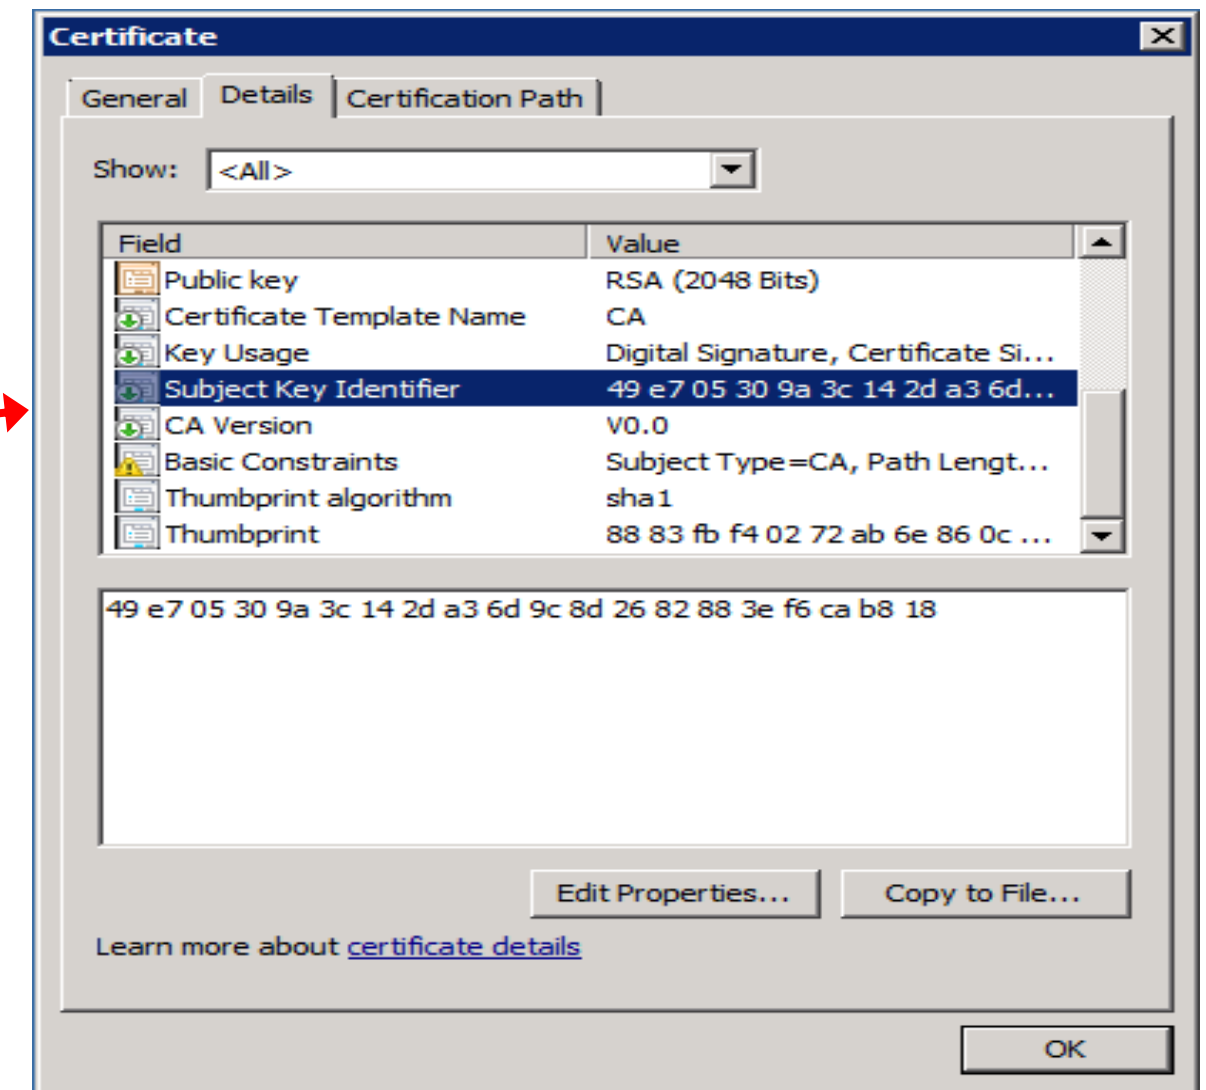 Certificate
General Details Certification Path
Show: <All>
Field Value
Public key RSA (2048 Bits)
Certificate Template Name CA
Key Usage Digital Signature, Certificate Si...
Subject Key Identifier 49 e7 05 30 9a 3c 14 2d a3 6d...
CA Version V0.0
Basic Constraints Subject Type=CA, Path Lengt...
Thumbprint algorithm sha1
Thumbprint 88 83 fb f4 02 72 ab 6e 86 0c ...
49 e7 05 30 9a 3c 14 2d a3 6d 9c 8d 26 82 88 3e f6 ca b8 18
Edit Properties... Copy to File...
Learn more about certificate details
OK